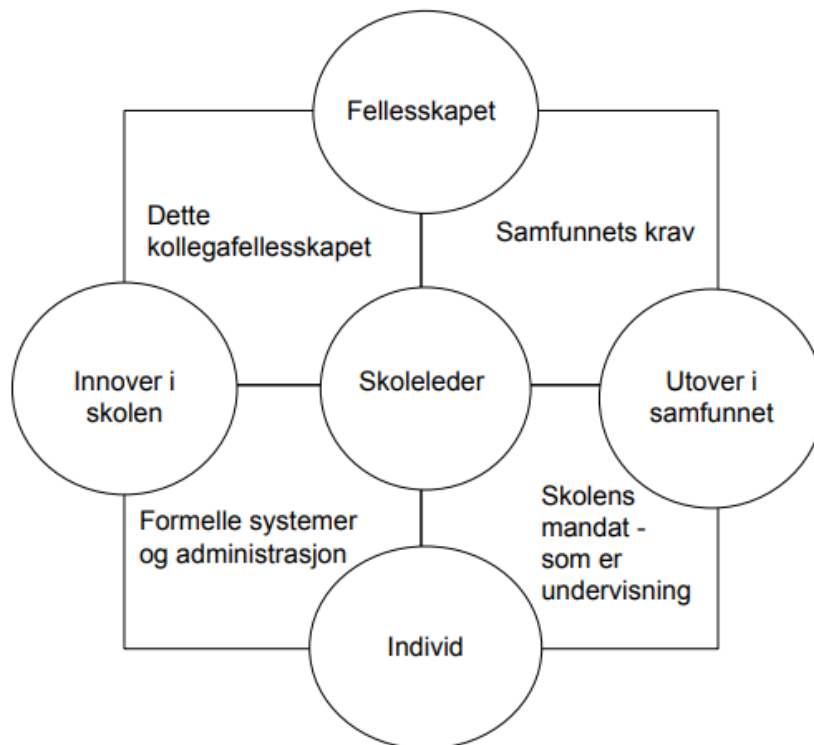 Fellesskapet
Dette
kollegafellesskapet
Samfunnets krav
Innover i
skolen
Skoleleder
Utover i
samfunnet
Formelle systemer
og administrasjon
Skolens
mandat -
som er
undervisning
Individ